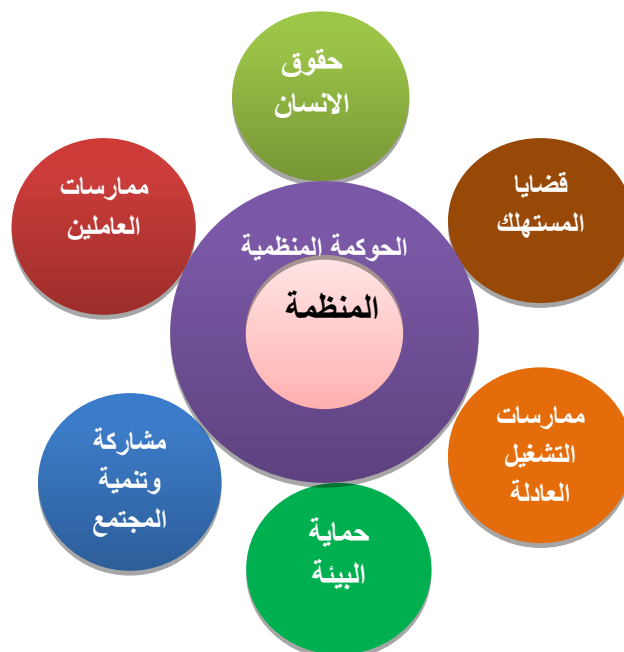 حقوق
الانسان
قضايا
المستهلك
ممارسات
العاملين
الحوكمة المنظمية
المنظمة
ممارسات
التشغيل
العادلة
مشاركة
وتنمية
المجتمع
حماية
البيئة